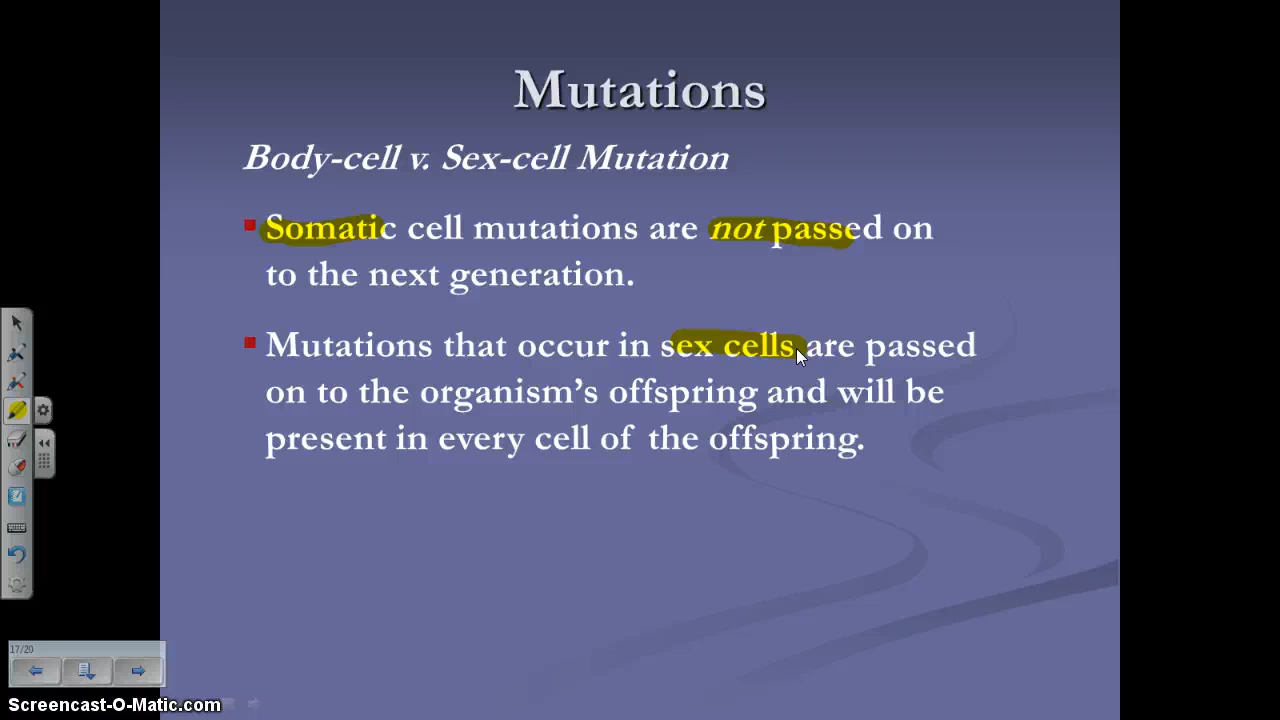 Mutations
Body-cell v. Sex-cell Mutation
Somatic cell mutations are not passed on
to the next generation.
Mutations that occur in sex cells are passed
on to the organism's offspring and will be
present in every cell of the offspring.
17/20
Screencast-O-Matic.com